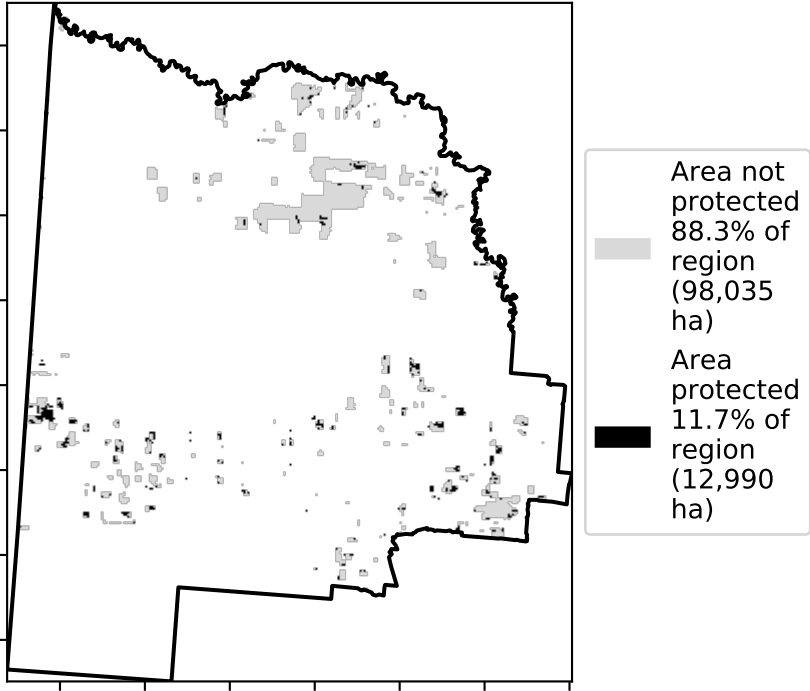 Area not
protected
88.3% of
region
(98,035
ha)
Area
protected
11.7% of
region
(12,990
ha)